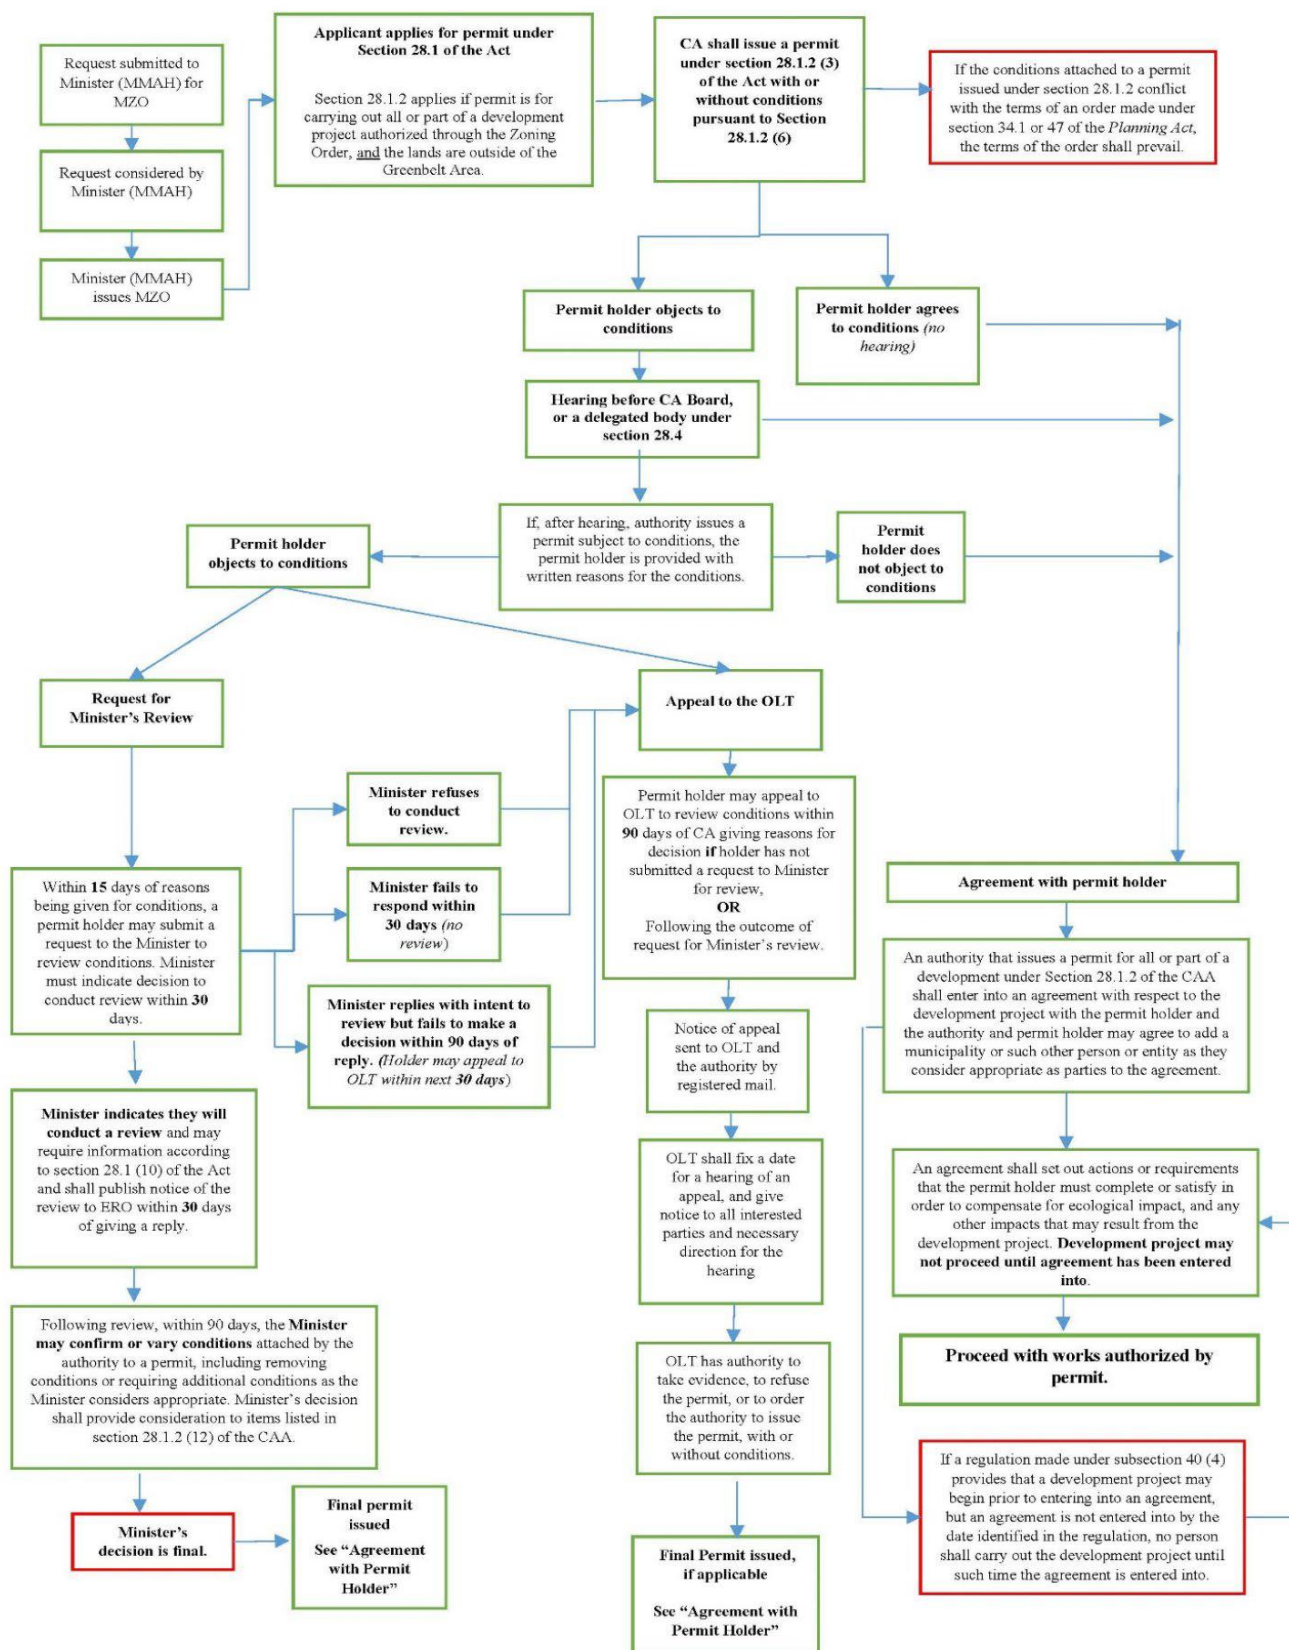 Request submitted to
Minister (MMAH) for
MZO
Request considered by
Minister (MMAH)
Minister (MMAH)
issues MZO
Applicant applies for permit under
Section 28.1 of the Act
Section 28.1.2 applies if permit is for
carrying out all or part of a development
project authorized through the Zoning
Order, and the lands are outside of the
Greenbelt Area.
CA shall issue a permit
under section 28.1.2 (3)
of the Act with or
without conditions
pursuant to Section
28.1.2 (6)
If the conditions attached to a permit
issued under section 28.1.2 conflict
with the terms of an order made under
section 34.1 or 47 of the Planning Act,
the terms of the order shall prevail.
Permit holder objects to
conditions
Permit holder agrees
to conditions (no
hearing)
Hearing before CA Board,
or a delegated body under
section 28.4
If, after hearing, authority issues a
permit subject to conditions, the
permit holder is provided with
written reasons for the conditions.
Permit holder
objects to conditions
Permit
holder does
not object to
conditions
Request for
Minister's Review
Appeal to the OLT
Within 15 days of reasons
being given for conditions, a
permit holder may submit a
request to the Minister to
review conditions. Minister
must indicate decision to
conduct review within 30
days.
Minister refuses
to conduct
review.
Minister fails to
respond within
30 days (no
review)
Minister replies with intent to
review but fails to make a
decision within 90 days of
reply. (Holder may appeal to
OLT within next 30 days)
Permit holder may appeal to
OLT to review conditions within
90 days of CA giving reasons for
decision if holder has not
submitted a request to Minister
for review,
OR
Following the outcome of
request for Minister's review.
Notice of appeal
sent to OLT and
the authority by
registered mail.
OLT shall fix a date
for a hearing of an
appeal, and give
notice to all interested
parties and necessary
direction for the
hearing
OLT has authority to
take evidence, to refuse
the permit, or to order
the authority to issue
the permit, with or
without conditions.
Final Permit issued,
if applicable
See "Agreement with
Permit Holder"
Minister indicates they will
conduct a review and may
require information according
to section 28.1 (10) of the Act
and shall publish notice of the
review to ERO within 30 days
of giving a reply.
Following review, within 90 days, the Minister
may confirm or vary conditions attached by the
authority to a permit, including removing
conditions or requiring additional conditions as the
Minister considers appropriate. Minister's decision
shall provide consideration to items listed in
section 28.1.2 (12) of the CAA.
Minister's
decision is final.
Final permit
issued
See "Agreement
with Permit
Holder"
Agreement with permit holder
An authority that issues a permit for all or part of a
development under Section 28.1.2 of the CAA
shall enter into an agreement with respect to the
development project with the permit holder and
the authority and permit holder may agree to add a
municipality or such other person or entity as they
consider appropriate as parties to the agreement.
An agreement shall set out actions or requirements
that the permit holder must complete or satisfy in
order to compensate for ecological impact, and any
other impacts that may result from the
development project. Development project may
not proceed until agreement has been entered
into.
Proceed with works authorized by
permit.
If a regulation made under subsection 40 (4)
provides that a development project may
begin prior to entering into an agreement,
but an agreement is not entered into by the
date identified in the regulation, no person
shall carry out the development project until
such time the agreement is entered into.